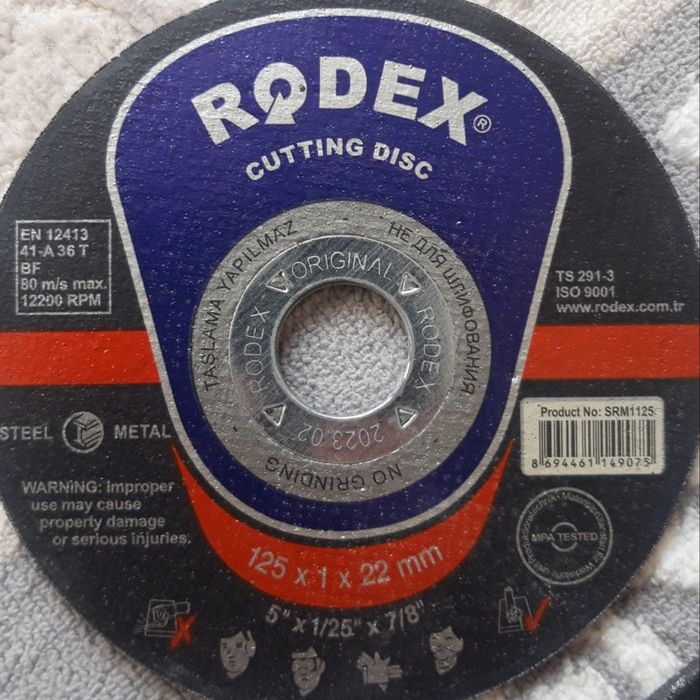 RODEX®
CUTTING DISC
EN 12413
41-A 36 T
BF
80 m/s max.
12200 RPM
TASLAMA YAPILMAZ
НЕ ДЛЯ ШЛИФОВАНИЯ
NO GRINDING
ORIGINAL
RODEX
RODEX
2023.02
TS 291-3
ISO 9001
www.rodex.com.tr
STEEL
METAL
Product No: SRM1125
8 694461 149075
WARNING: Improper
use may cause
property damage
or serious injuries.
MPA TESTED
125 x 1 x 22 mm
5" x 1/25" x 7/8"